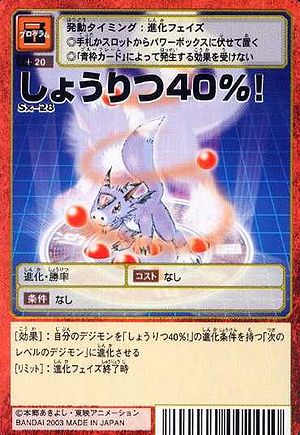 プログラム
発動タイミング：進化フェイズ
◎手札かスロットからパワーボックスに伏せて置く
◎「青枠カード」によって発生する効果を受けない
+20
しょうりつ40%！
Sx-28
進化・勝率
コスト なし
条件 なし
[効果]：自分のデジモンを「しょうりつ40%!」の進化条件を持つ「次の
レベルのデジモン」に進化させる
[リミット]：進化フェイズ終了時
©本郷あきよし・東映アニメーション
BANDAI 2003 MADE IN JAPAN